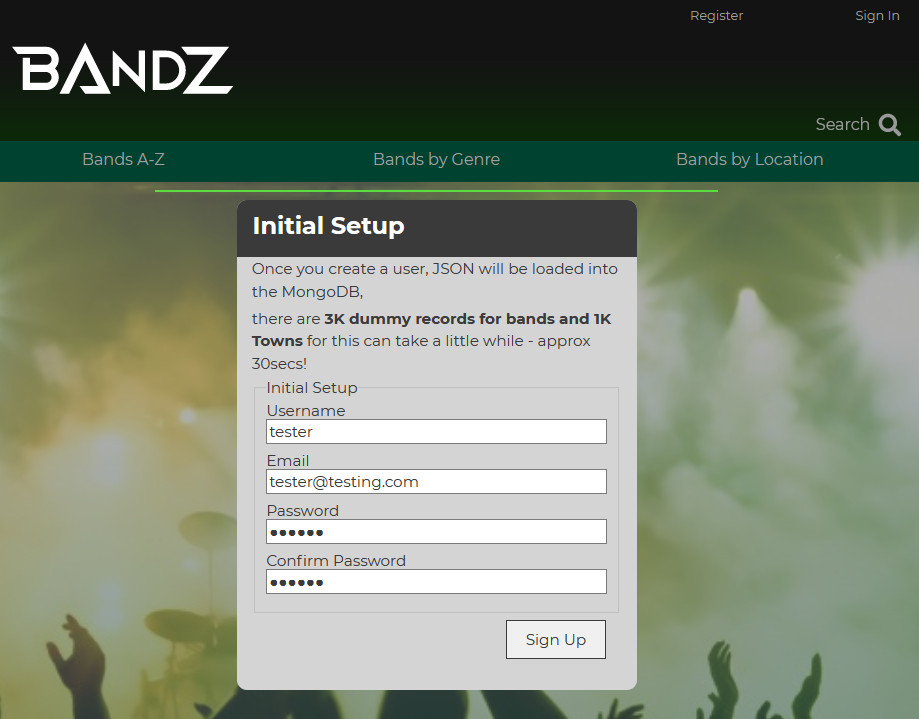 Register
Sign In
BANDZ
Search
Bands A-Z
Bands by Genre
Bands by Location
Initial Setup
Once you create a user, JSON will be loaded into
the MongoDB,
there are 3K dummy records for bands and 1K
Towns for this can take a little while - approx
30secs!
Initial Setup
Username
tester
Email
tester@testing.com
Password
●●●●●●
Confirm Password
●●●●●●
Sign Up